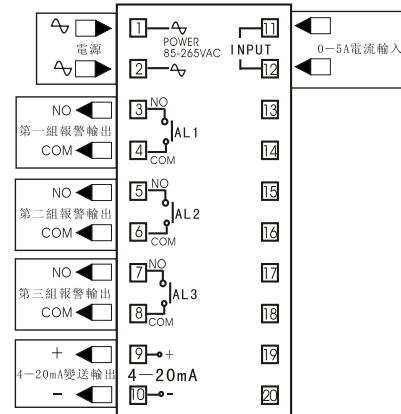 電源
1
POWER
85-265VAC
2
INPUT
11
12
0—5A電流輸入
NO
第一組報警輸出
COM
3
NO
AL1
4
COM
13
14
NO
第二組報警輸出
COM
5
NO
AL2
6
COM
15
16
NO
第三組報警輸出
COM
7
NO
AL3
8
COM
17
18
+
4—20mA變送輸出
-
9
+
4—20mA
10
-
19
20